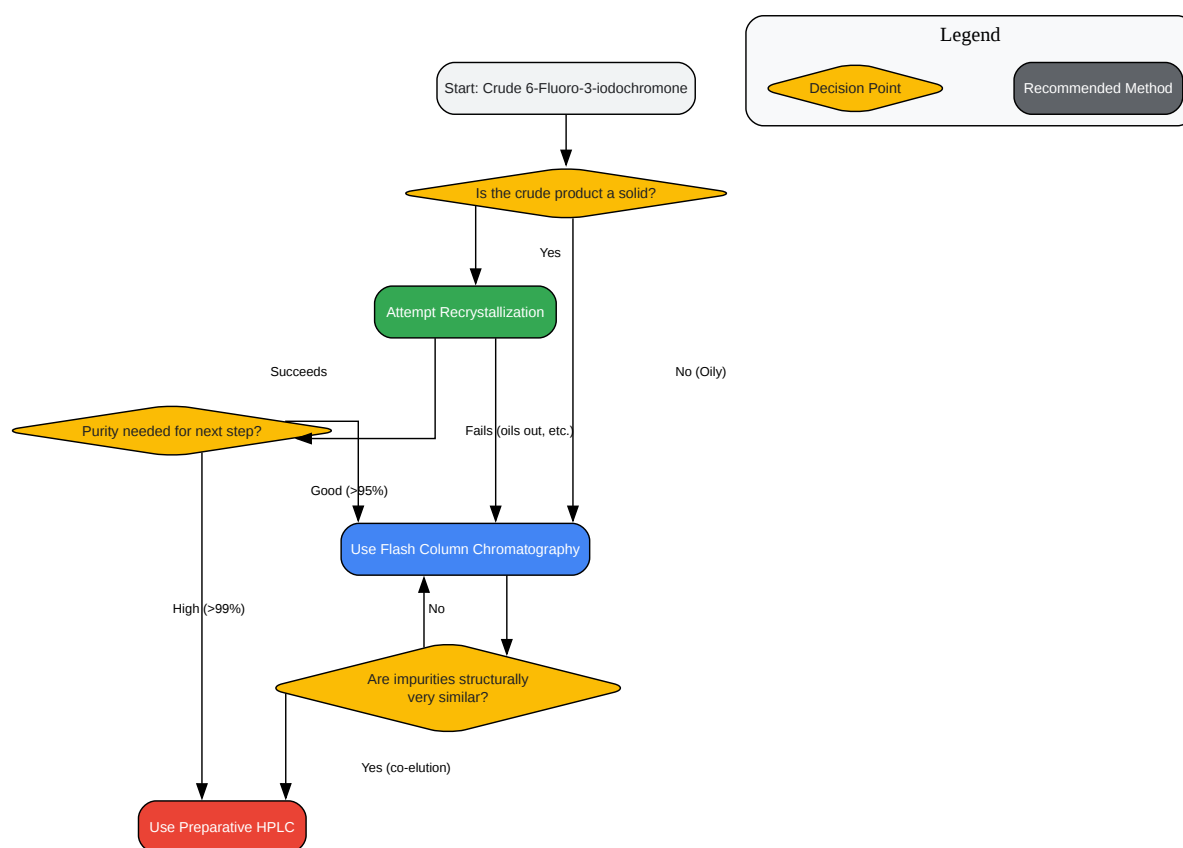 Legend
Start: Crude 6-Fluoro-3-iodochromone
Decision Point
Recommended Method
Is the crude product a solid?
Yes
Attempt Recrystallization
Succeeds
No (Oily)
Purity needed for next step?
Fails (oils out, etc.)
Good (>95%)
Use Flash Column Chromatography
High (>99%)
No
Are impurities structurally
very similar?
Yes (co-elution)
Use Preparative HPLC